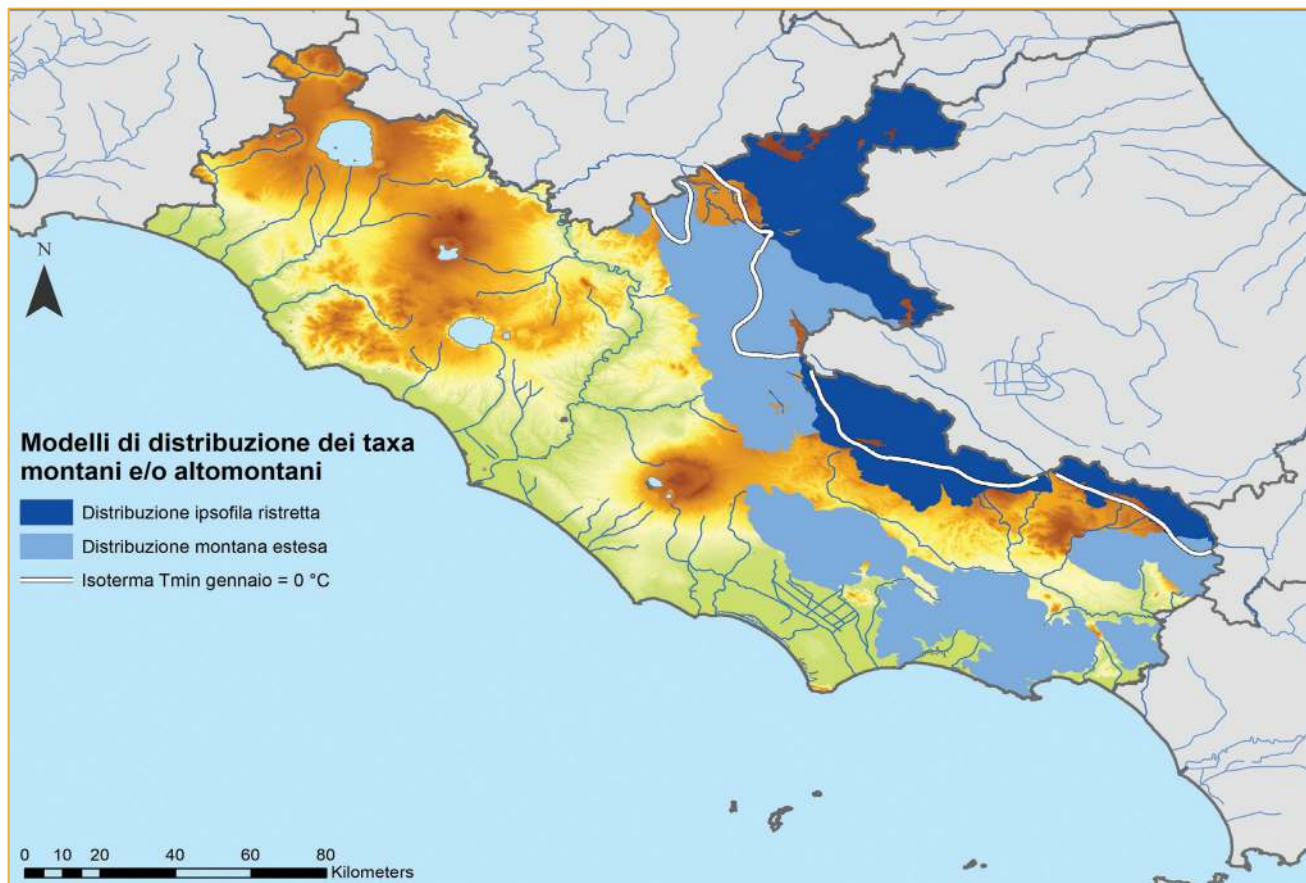 N
Modelli di distribuzione dei taxa
montani e/o altomontani
Distribuzione ipsofila ristretta
Distribuzione montana estesa
Isoterma Tmin gennaio = 0 °C
0 10 20 40 60 80
Kilometers